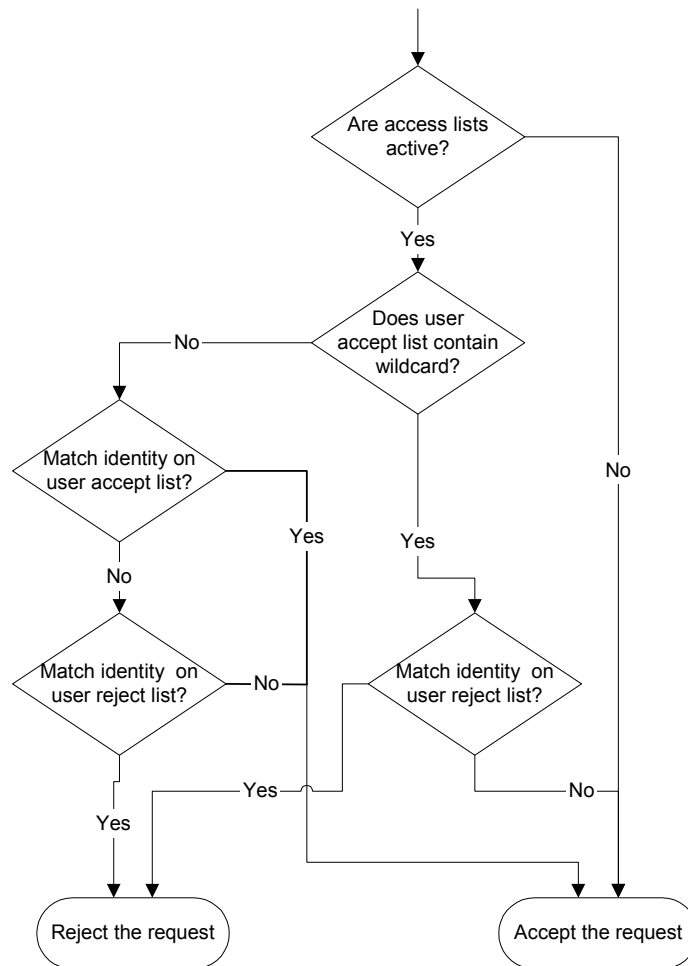 Are access lists
active?
Yes
Does user
accept list contain
wildcard?
No
Match identity on
user accept list?
No
Yes
Yes
No
Match identity  on
user reject list?
No
Match identity  on
user reject list?
Yes
No
Yes
Reject the request
Accept the request